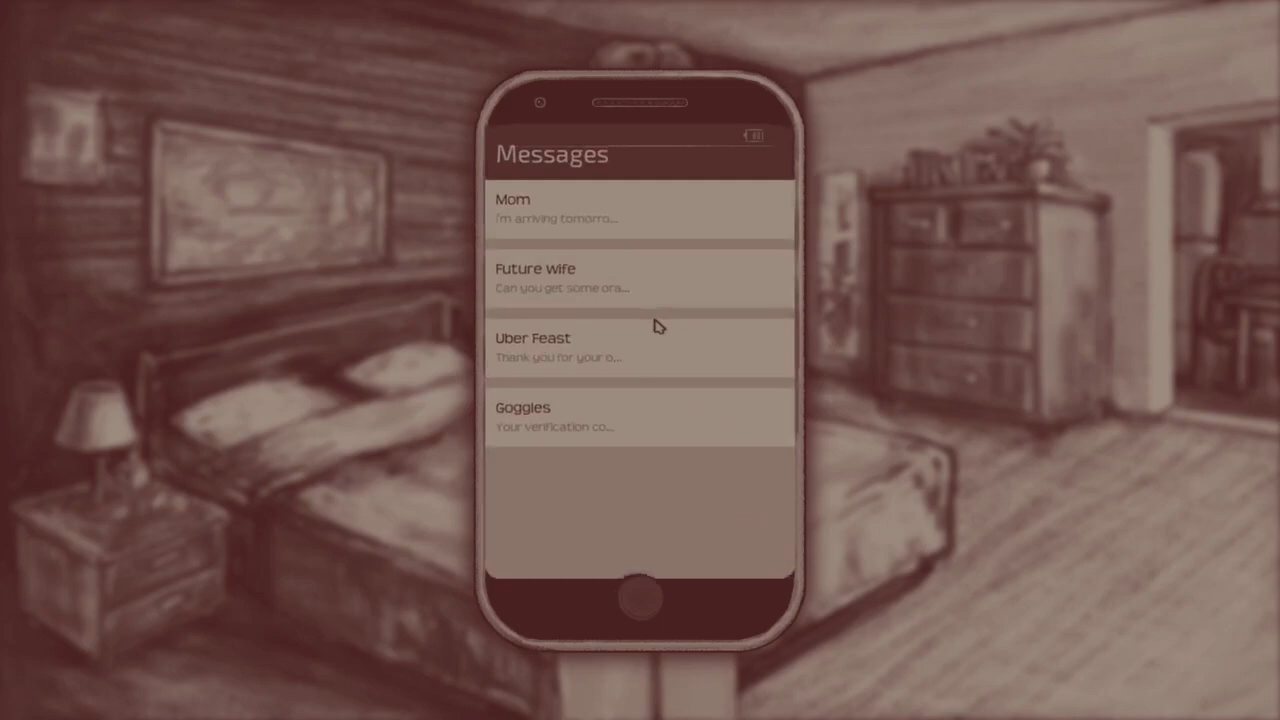 Messages
Mom
I'm arriving tomorro...
Future wife
Can you get some ora...
Uber Feast
Thank you for your o...
Goggles
Your verification co...